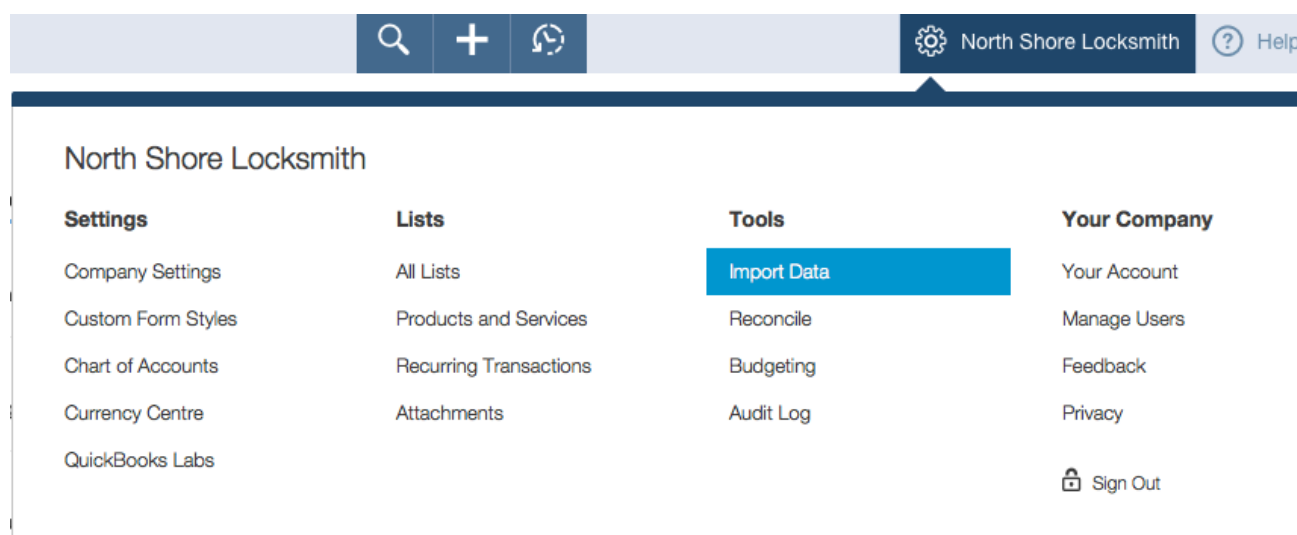 North Shore Locksmith
Help
North Shore Locksmith
Settings
Company Settings
Custom Form Styles
Chart of Accounts
Currency Centre
QuickBooks Labs
Lists
All Lists
Products and Services
Recurring Transactions
Attachments
Tools
Import Data
Reconcile
Budgeting
Audit Log
Your Company
Your Account
Manage Users
Feedback
Privacy
Sign Out